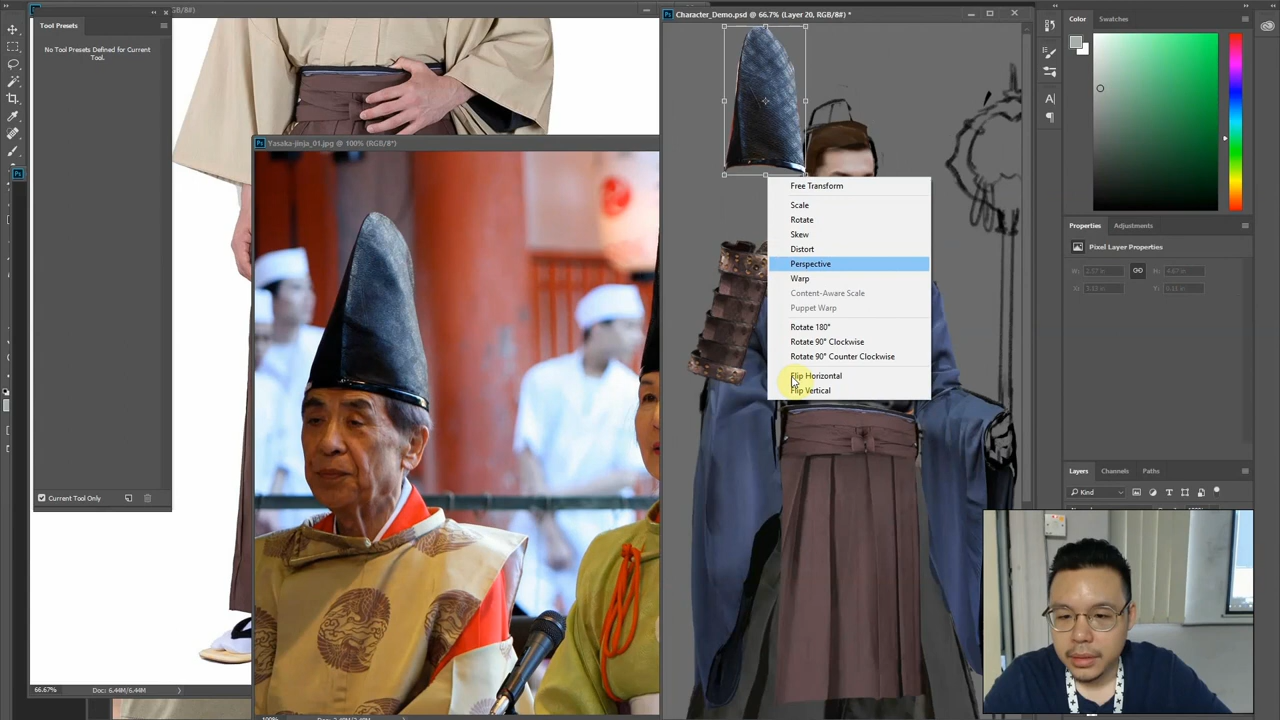 Tool Presets
No Tool Presets Defined for Current
Tool.
Current Tool Only
RGB/8#)
66.67%
Doc: 6.44M/6.44M
Yasaka-jinja_01.jpg @ 100% (RGB/8*)
Character_Demo.psd @ 66.7% (Layer 20, RGB/8#) *
Free Transform
Scale
Rotate
Skew
Distort
Perspective
Warp
Content-Aware Scale
Puppet Warp
Rotate 180°
Rotate 90° Clockwise
Rotate 90° Counter Clockwise
Flip Horizontal
Flip Vertical
Color
Swatches
Properties
Adjustments
Pixel Layer Properties
Layers
Channels
Paths
Kind